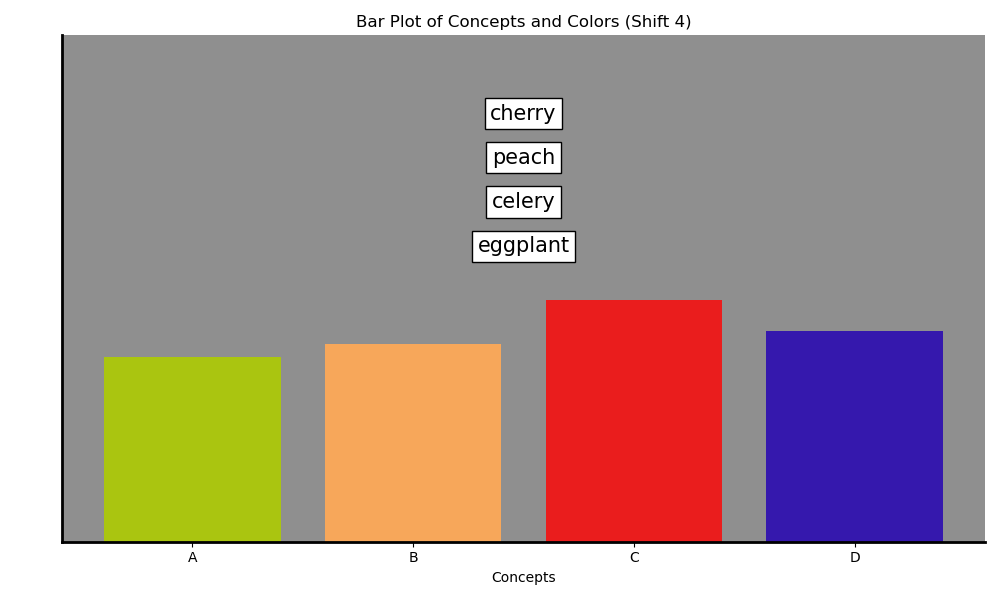 Bar Plot of Concepts and Colors (Shift 4)
cherry
peach
celery
eggplant
A B C D
Concepts